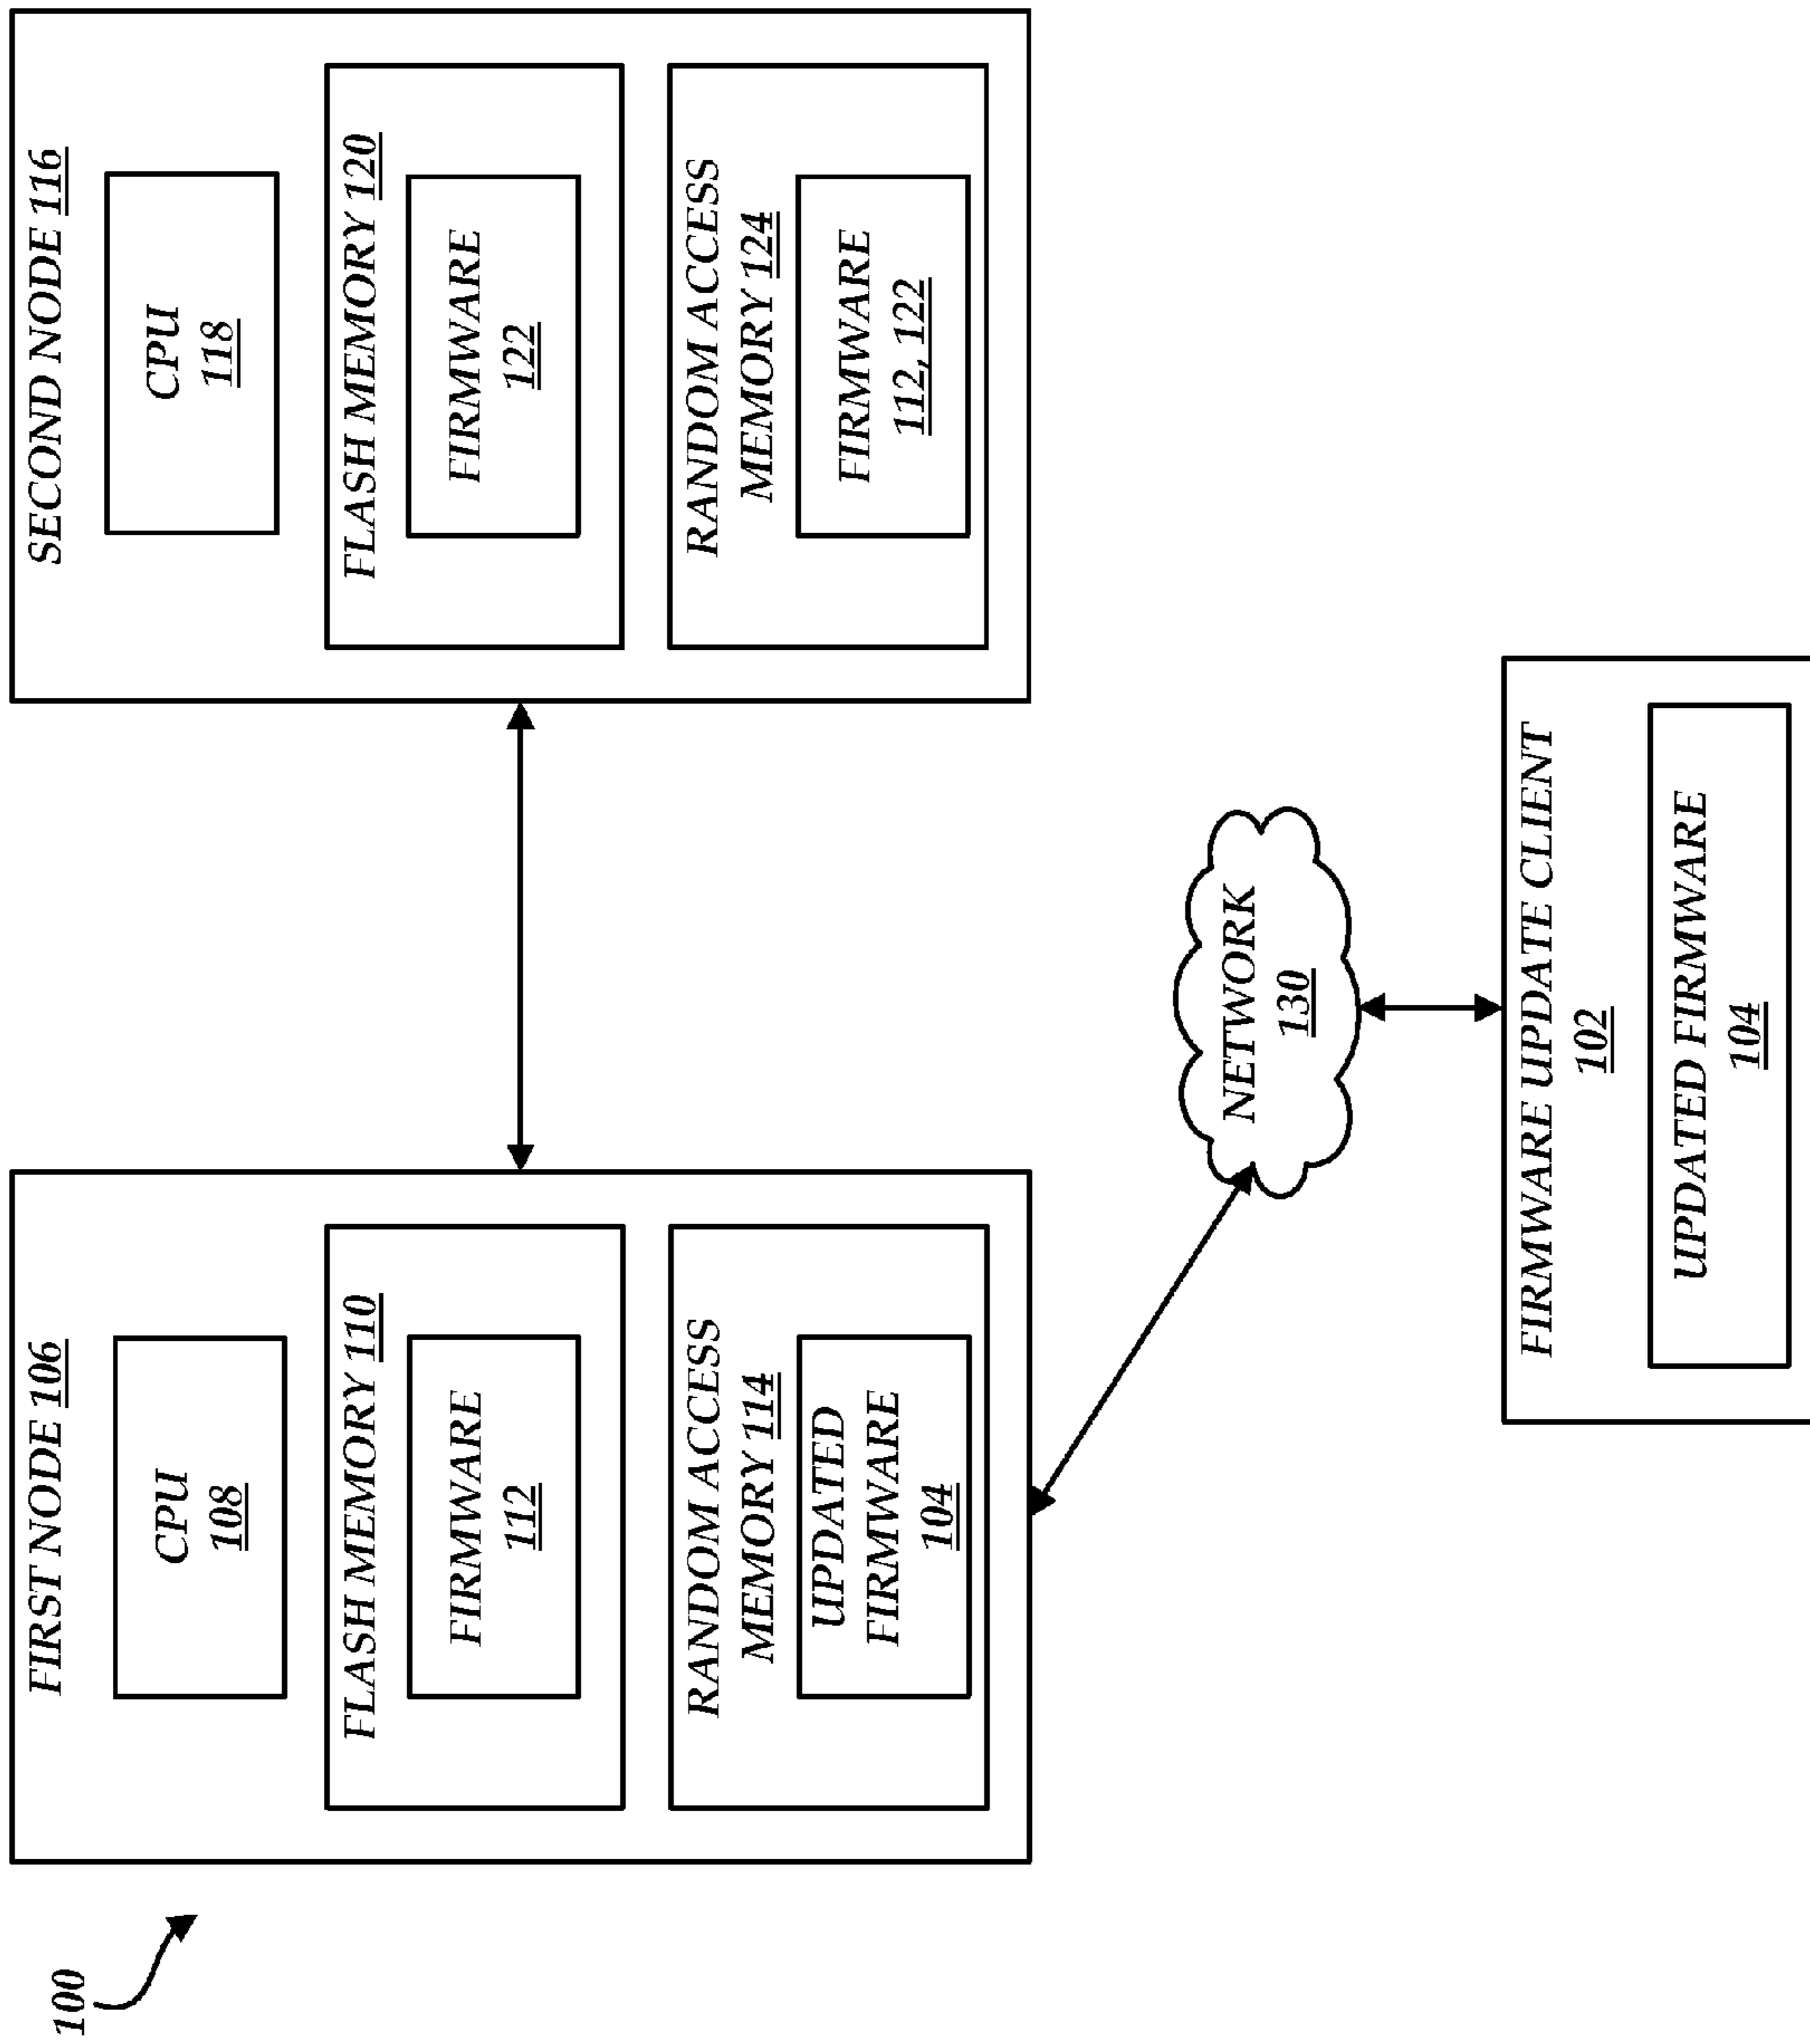 100
FIRST NODE 106
CPU
108
FLASH MEMORY 110
FIRMWARE
112
RANDOM ACCESS
MEMORY 114
UPDATED
FIRMWARE
104
SECOND NODE 116
CPU
118
FLASH MEMORY 120
FIRMWARE
122
RANDOM ACCESS
MEMORY 124
FIRMWARE
112, 122
NETWORK
130
FIRMWARE UPDATE CLIENT
102
UPDATED FIRMWARE
104